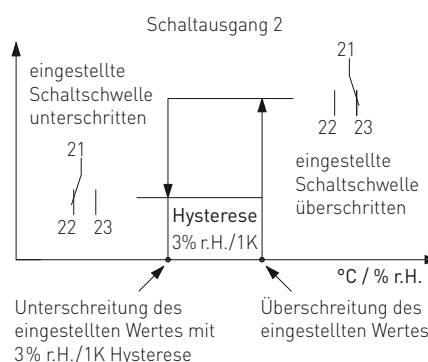 Schaltausgang 2
eingestellte
Schaltschwelle
unterschritten
21
22 23
21
22 23
eingestellte
Schaltschwelle
überschritten
Hysterese
3% r.H./1K
°C / % r.H.
Unterschreitung des
eingestellten Wertes mit
3% r.H./1K Hysterese
Überschreitung des
eingestellten Wertes